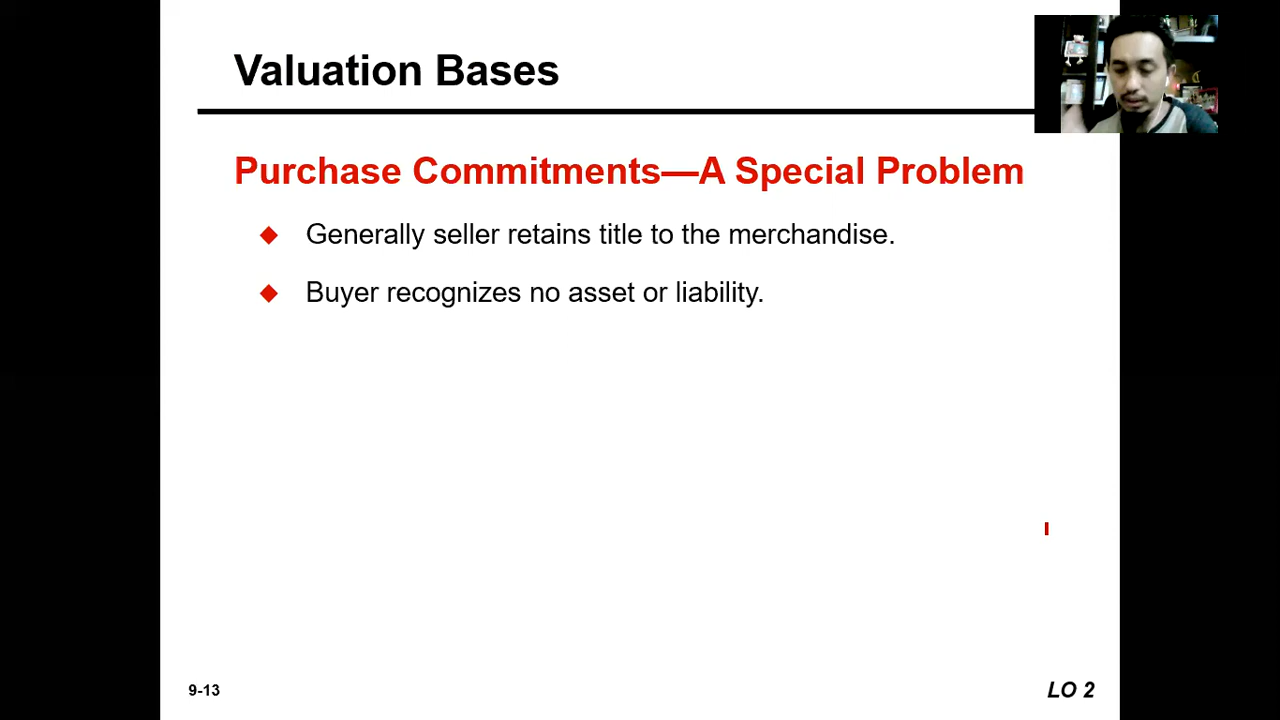 Valuation Bases
Purchase Commitments—A Special Problem
Generally seller retains title to the merchandise.
Buyer recognizes no asset or liability.
9-13
LO 2